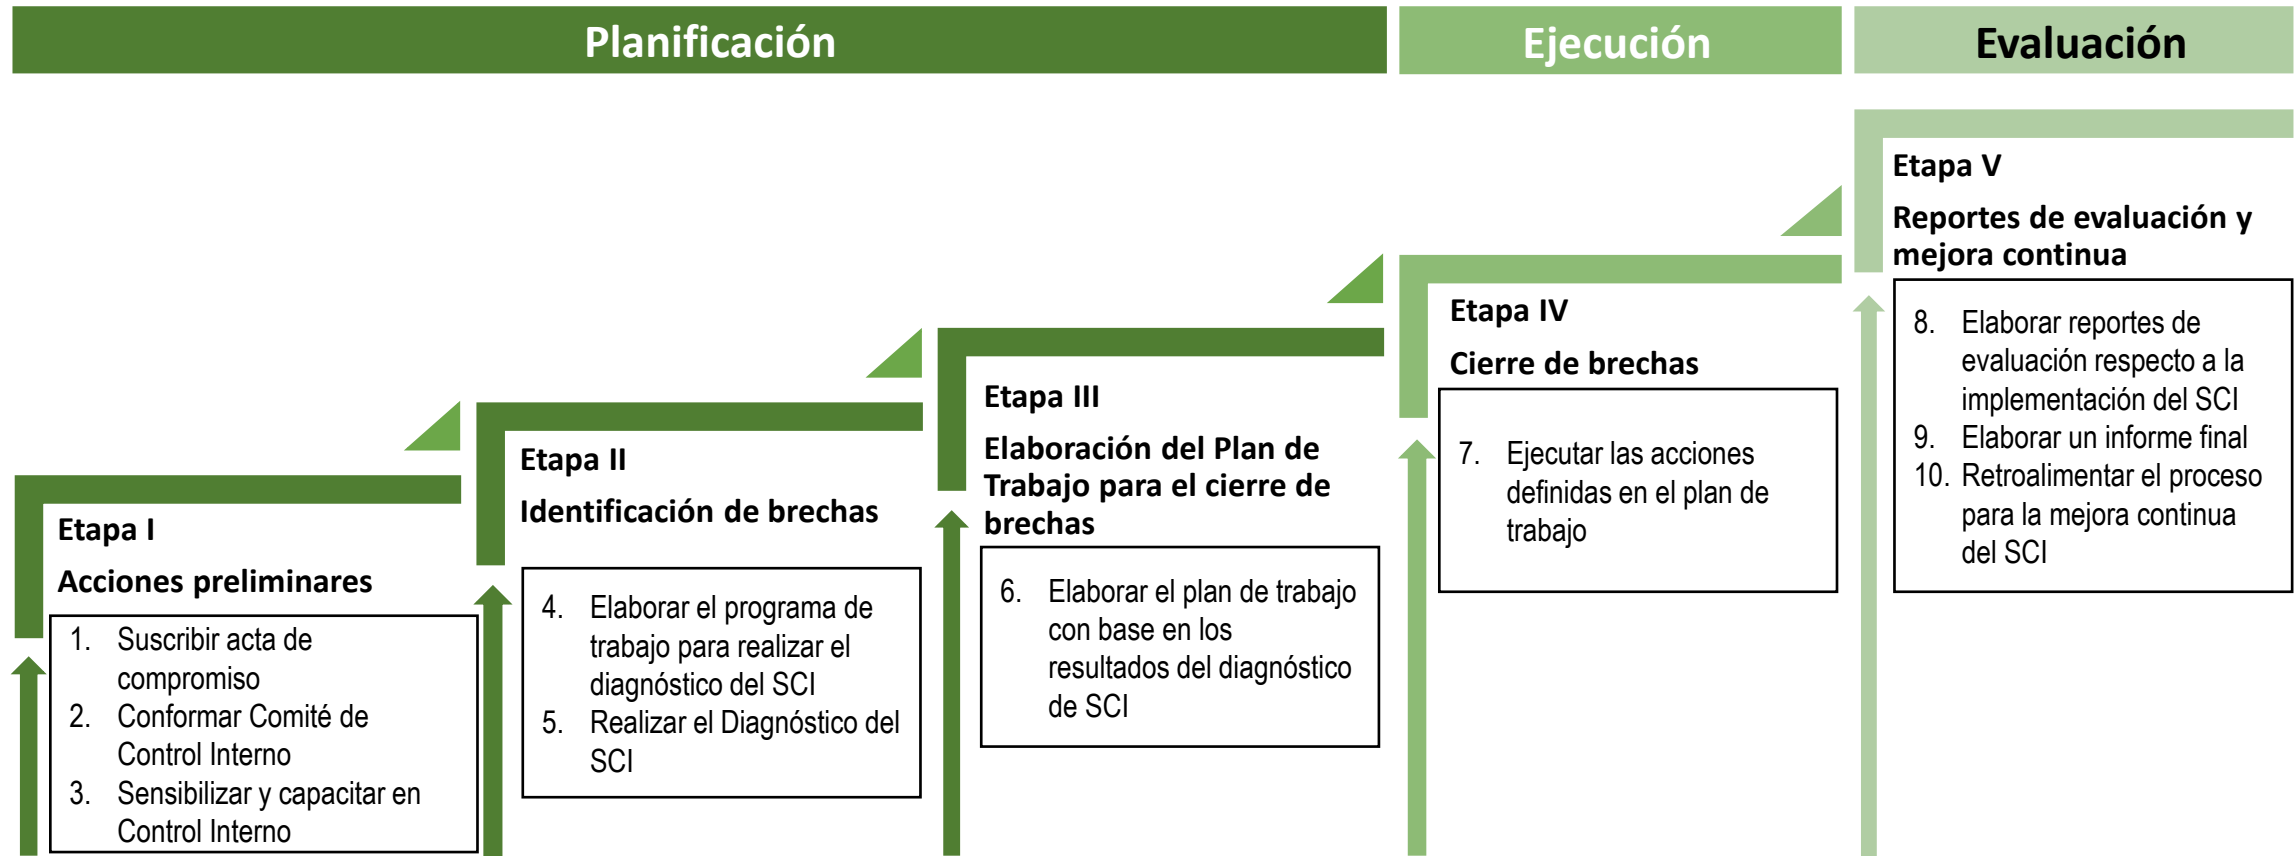 Planificación
Ejecución
Evaluación
Etapa I
Acciones preliminares
1. Suscribir acta de
compromiso
2. Conformar Comité de
Control Interno
3. Sensibilizar y capacitar en
Control Interno
Etapa II
Identificación de brechas
4. Elaborar el programa de
trabajo para realizar el
diagnóstico del SCI
5. Realizar el Diagnóstico del
SCI
Etapa III
Elaboración del Plan de
Trabajo para el cierre de
brechas
6. Elaborar el plan de trabajo
con base en los
resultados del diagnóstico
de SCI
Etapa IV
Cierre de brechas
7. Ejecutar las acciones
definidas en el plan de
trabajo
Etapa V
Reportes de evaluación y
mejora continua
8. Elaborar reportes de
evaluación respecto a la
implementación del SCI
9. Elaborar un informe final
10. Retroalimentar el proceso
para la mejora continua
del SCI